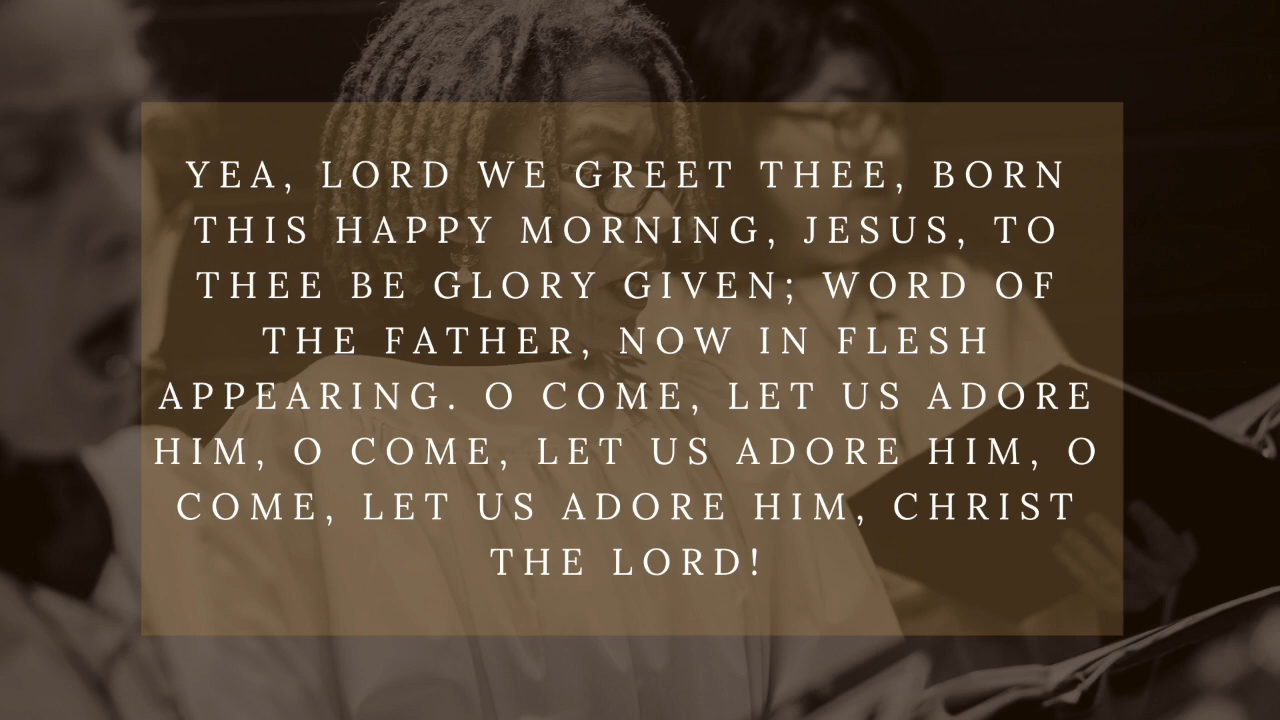 YEA, LORD WE GREET THEE, BORN
THIS HAPPY MORNING, JESUS, TO
THEE BE GLORY GIVEN; WORD OF
THE FATHER, NOW IN FLESH
APPEARING. O COME, LET US ADORE
HIM, O COME, LET US ADORE HIM, O
COME, LET US ADORE HIM, CHRIST
THE LORD!